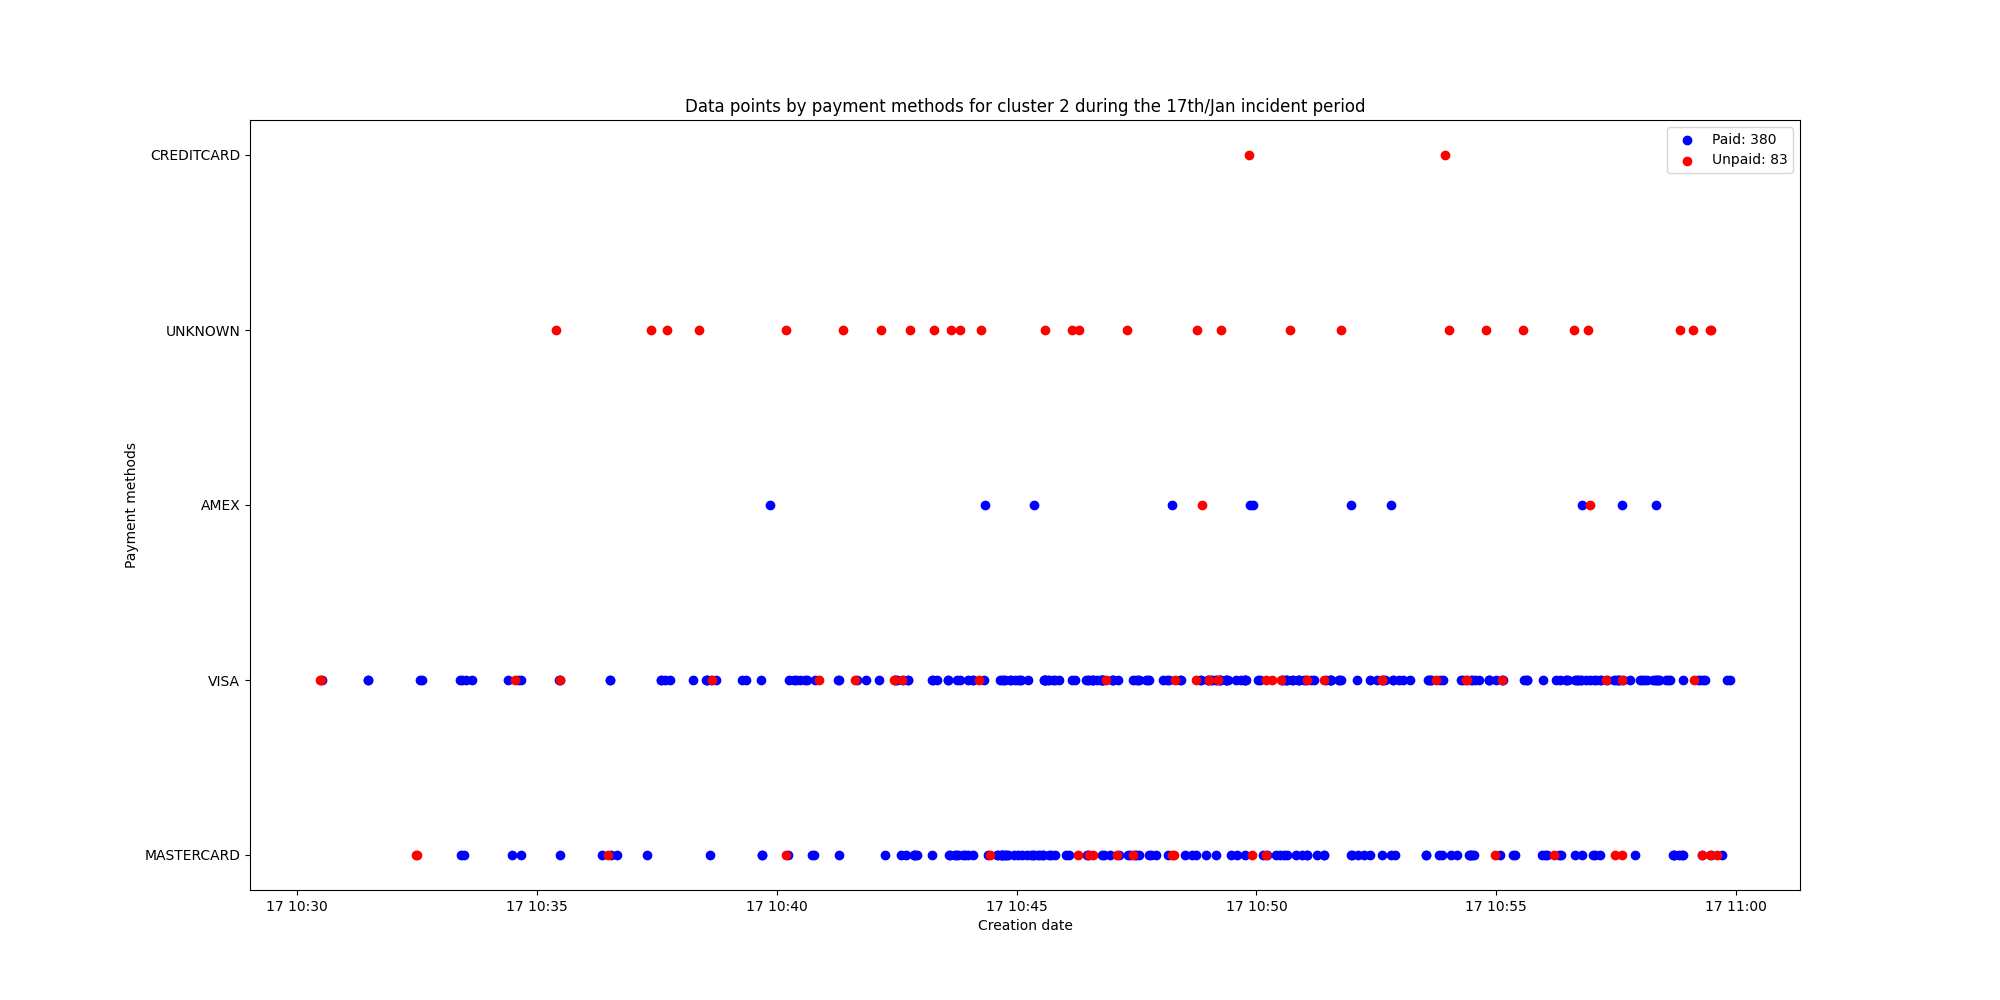 Data points by payment methods for cluster 2 during the 17th/Jan incident period
Paid: 380
Unpaid: 83
CREDITCARD
UNKNOWN
AMEX
VISA
MASTERCARD
Payment methods
17 10:30 17 10:35 17 10:40 17 10:45 17 10:50 17 10:55 17 11:00
Creation date